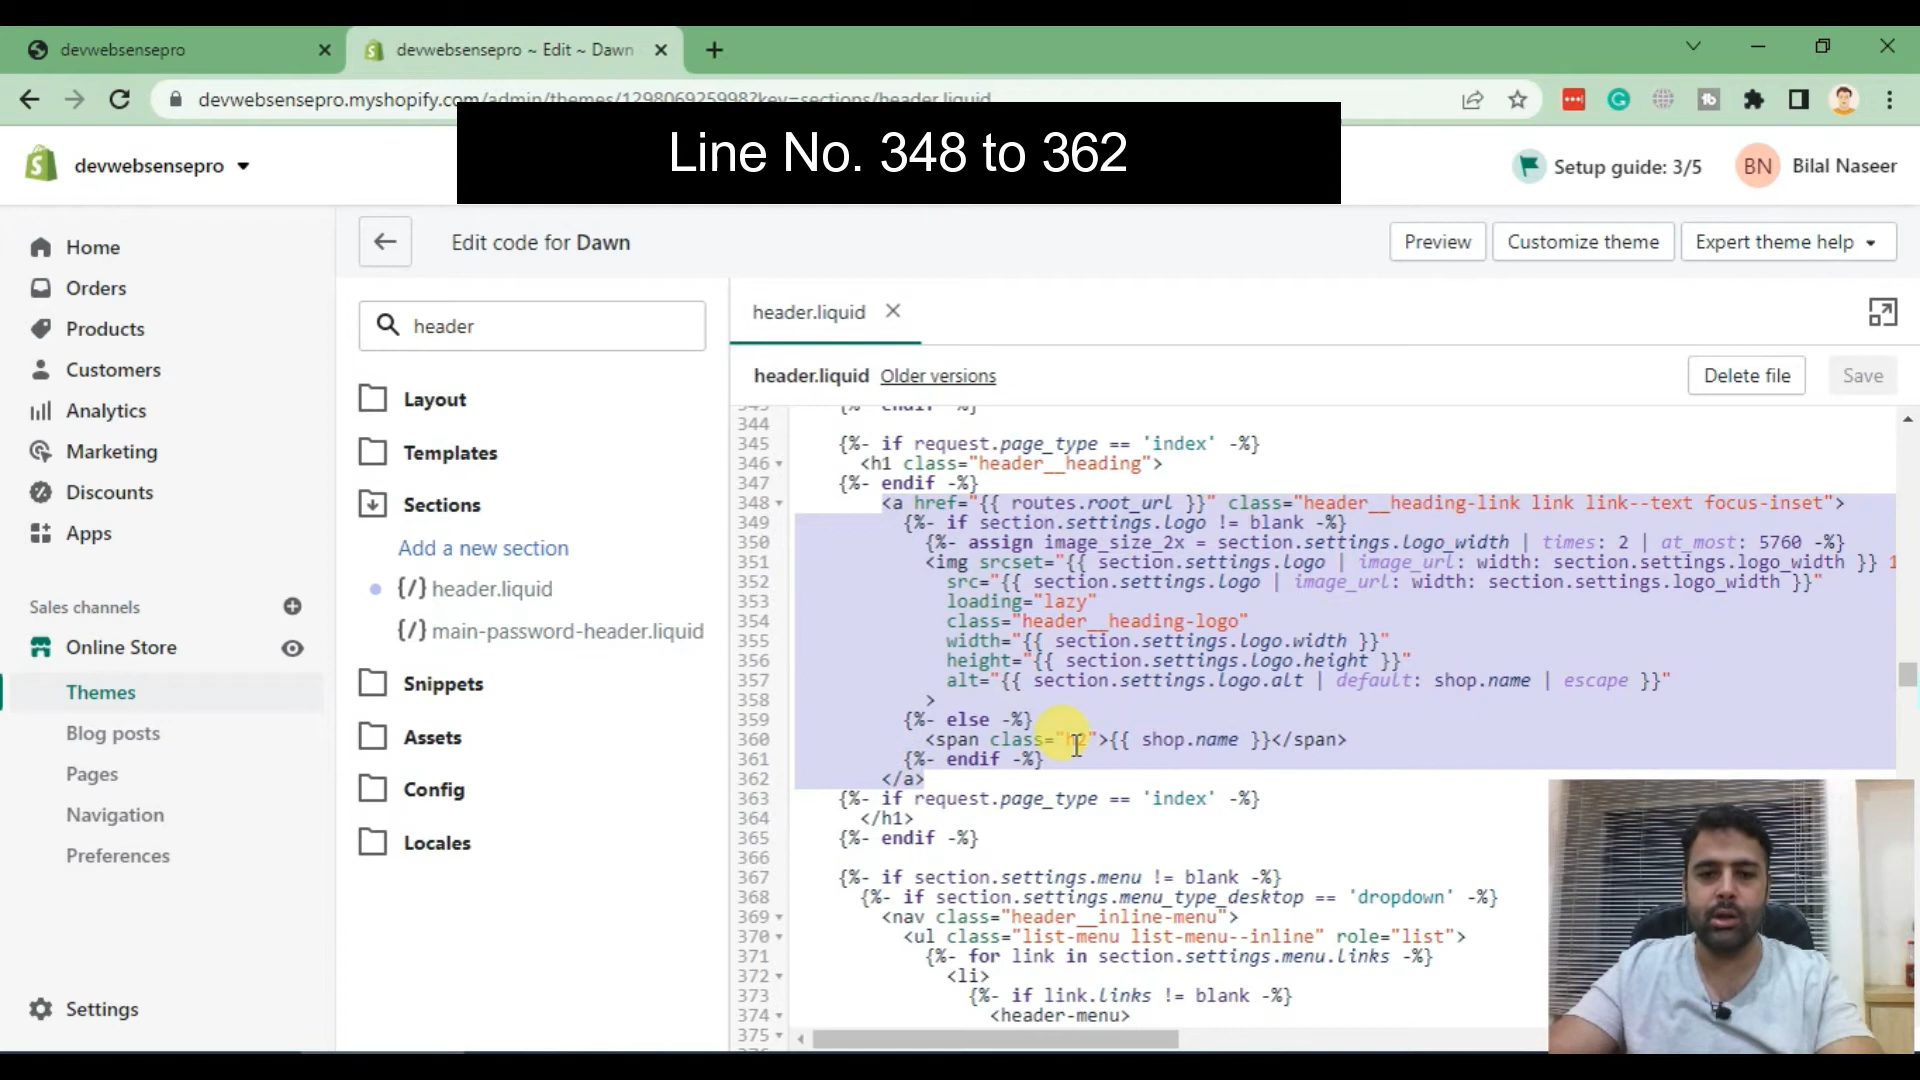 devwebsensepro
devwebsensepro ~ Edit ~ Dawn
devwebsensepro.myshopify.com/admin/themes/129806925998?key=sections/header.liquid
Line No. 348 to 362
devwebsensepro
Setup guide: 3/5
BN
Bilal Naseer
Edit code for Dawn
Preview
Customize theme
Expert theme help
Home
Orders
Products
Customers
Analytics
Marketing
Discounts
Apps
Sales channels
Online Store
Themes
Blog posts
Pages
Navigation
Preferences
Settings
header
Layout
Templates
Sections
Add a new section
{/} header.liquid
{/} main-password-header.liquid
Snippets
Assets
Config
Locales
header.liquid
header.liquid Older versions
Delete file
Save
343 {%- endif -%}
344
345 {%- if request.page_type == 'index' -%}
346 <h1 class="header__heading">
347 {%- endif -%}
348 <a href="{{ routes.root_url }}" class="header__heading-link link link--text focus-inset">
349 {%- if section.settings.logo != blank -%}
350 {%- assign image_size_2x = section.settings.logo_width | times: 2 | at_most: 5760 -%}
351 <img srcset="{{ section.settings.logo | image_url: width: section.settings.logo_width }} 1
352 src="{{ section.settings.logo | image_url: width: section.settings.logo_width }}"
353 loading="lazy"
354 class="header__heading-logo"
355 width="{{ section.settings.logo.width }}"
356 height="{{ section.settings.logo.height }}"
357 alt="{{ section.settings.logo.alt | default: shop.name | escape }}"
358 >
359 {%- else -%}
360 <span class="h2">{{ shop.name }}</span>
361 {%- endif -%}
362 </a>
363 {%- if request.page_type == 'index' -%}
364 </h1>
365 {%- endif -%}
366
367 {%- if section.settings.menu != blank -%}
368 {%- if section.settings.menu_type_desktop == 'dropdown' -%}
369 <nav class="header__inline-menu">
370 <ul class="list-menu list-menu--inline" role="list">
371 {%- for link in section.settings.menu.links -%}
372 <li>
373 {%- if link.links != blank -%}
374 <header-menu>
375